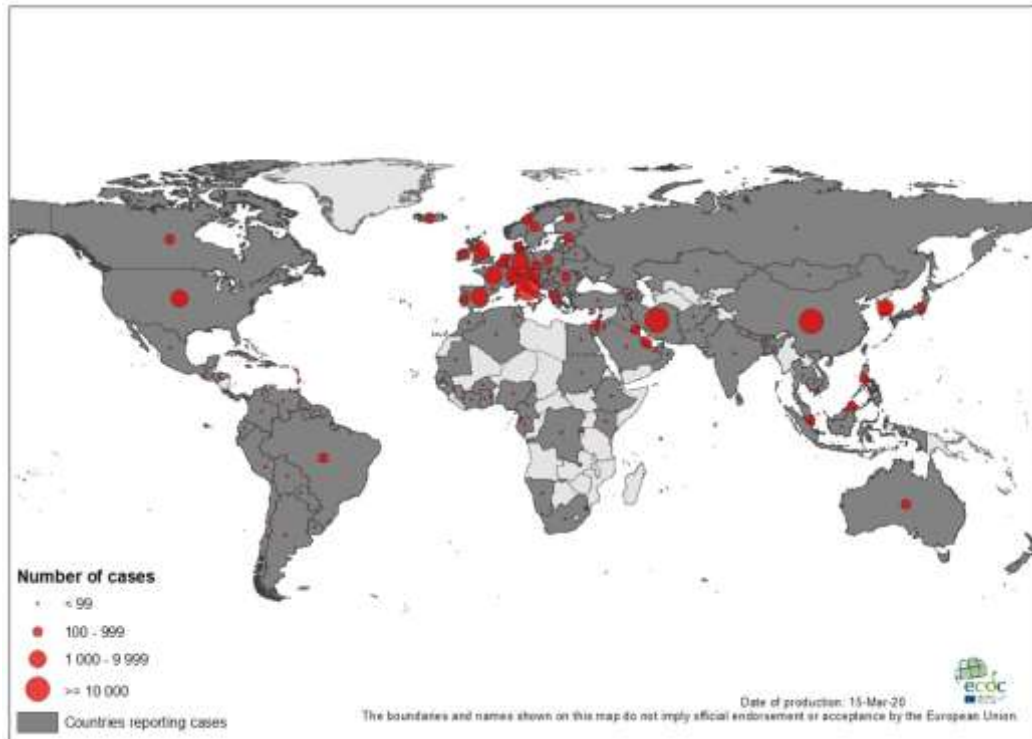 Number of cases
< 99
100 - 999
1 000 - 9 999
>= 10 000
Countries reporting cases
ecdc
Date of production: 15-Mar-20
The boundaries and names shown on this map do not imply official endorsement or acceptance by the European Union.